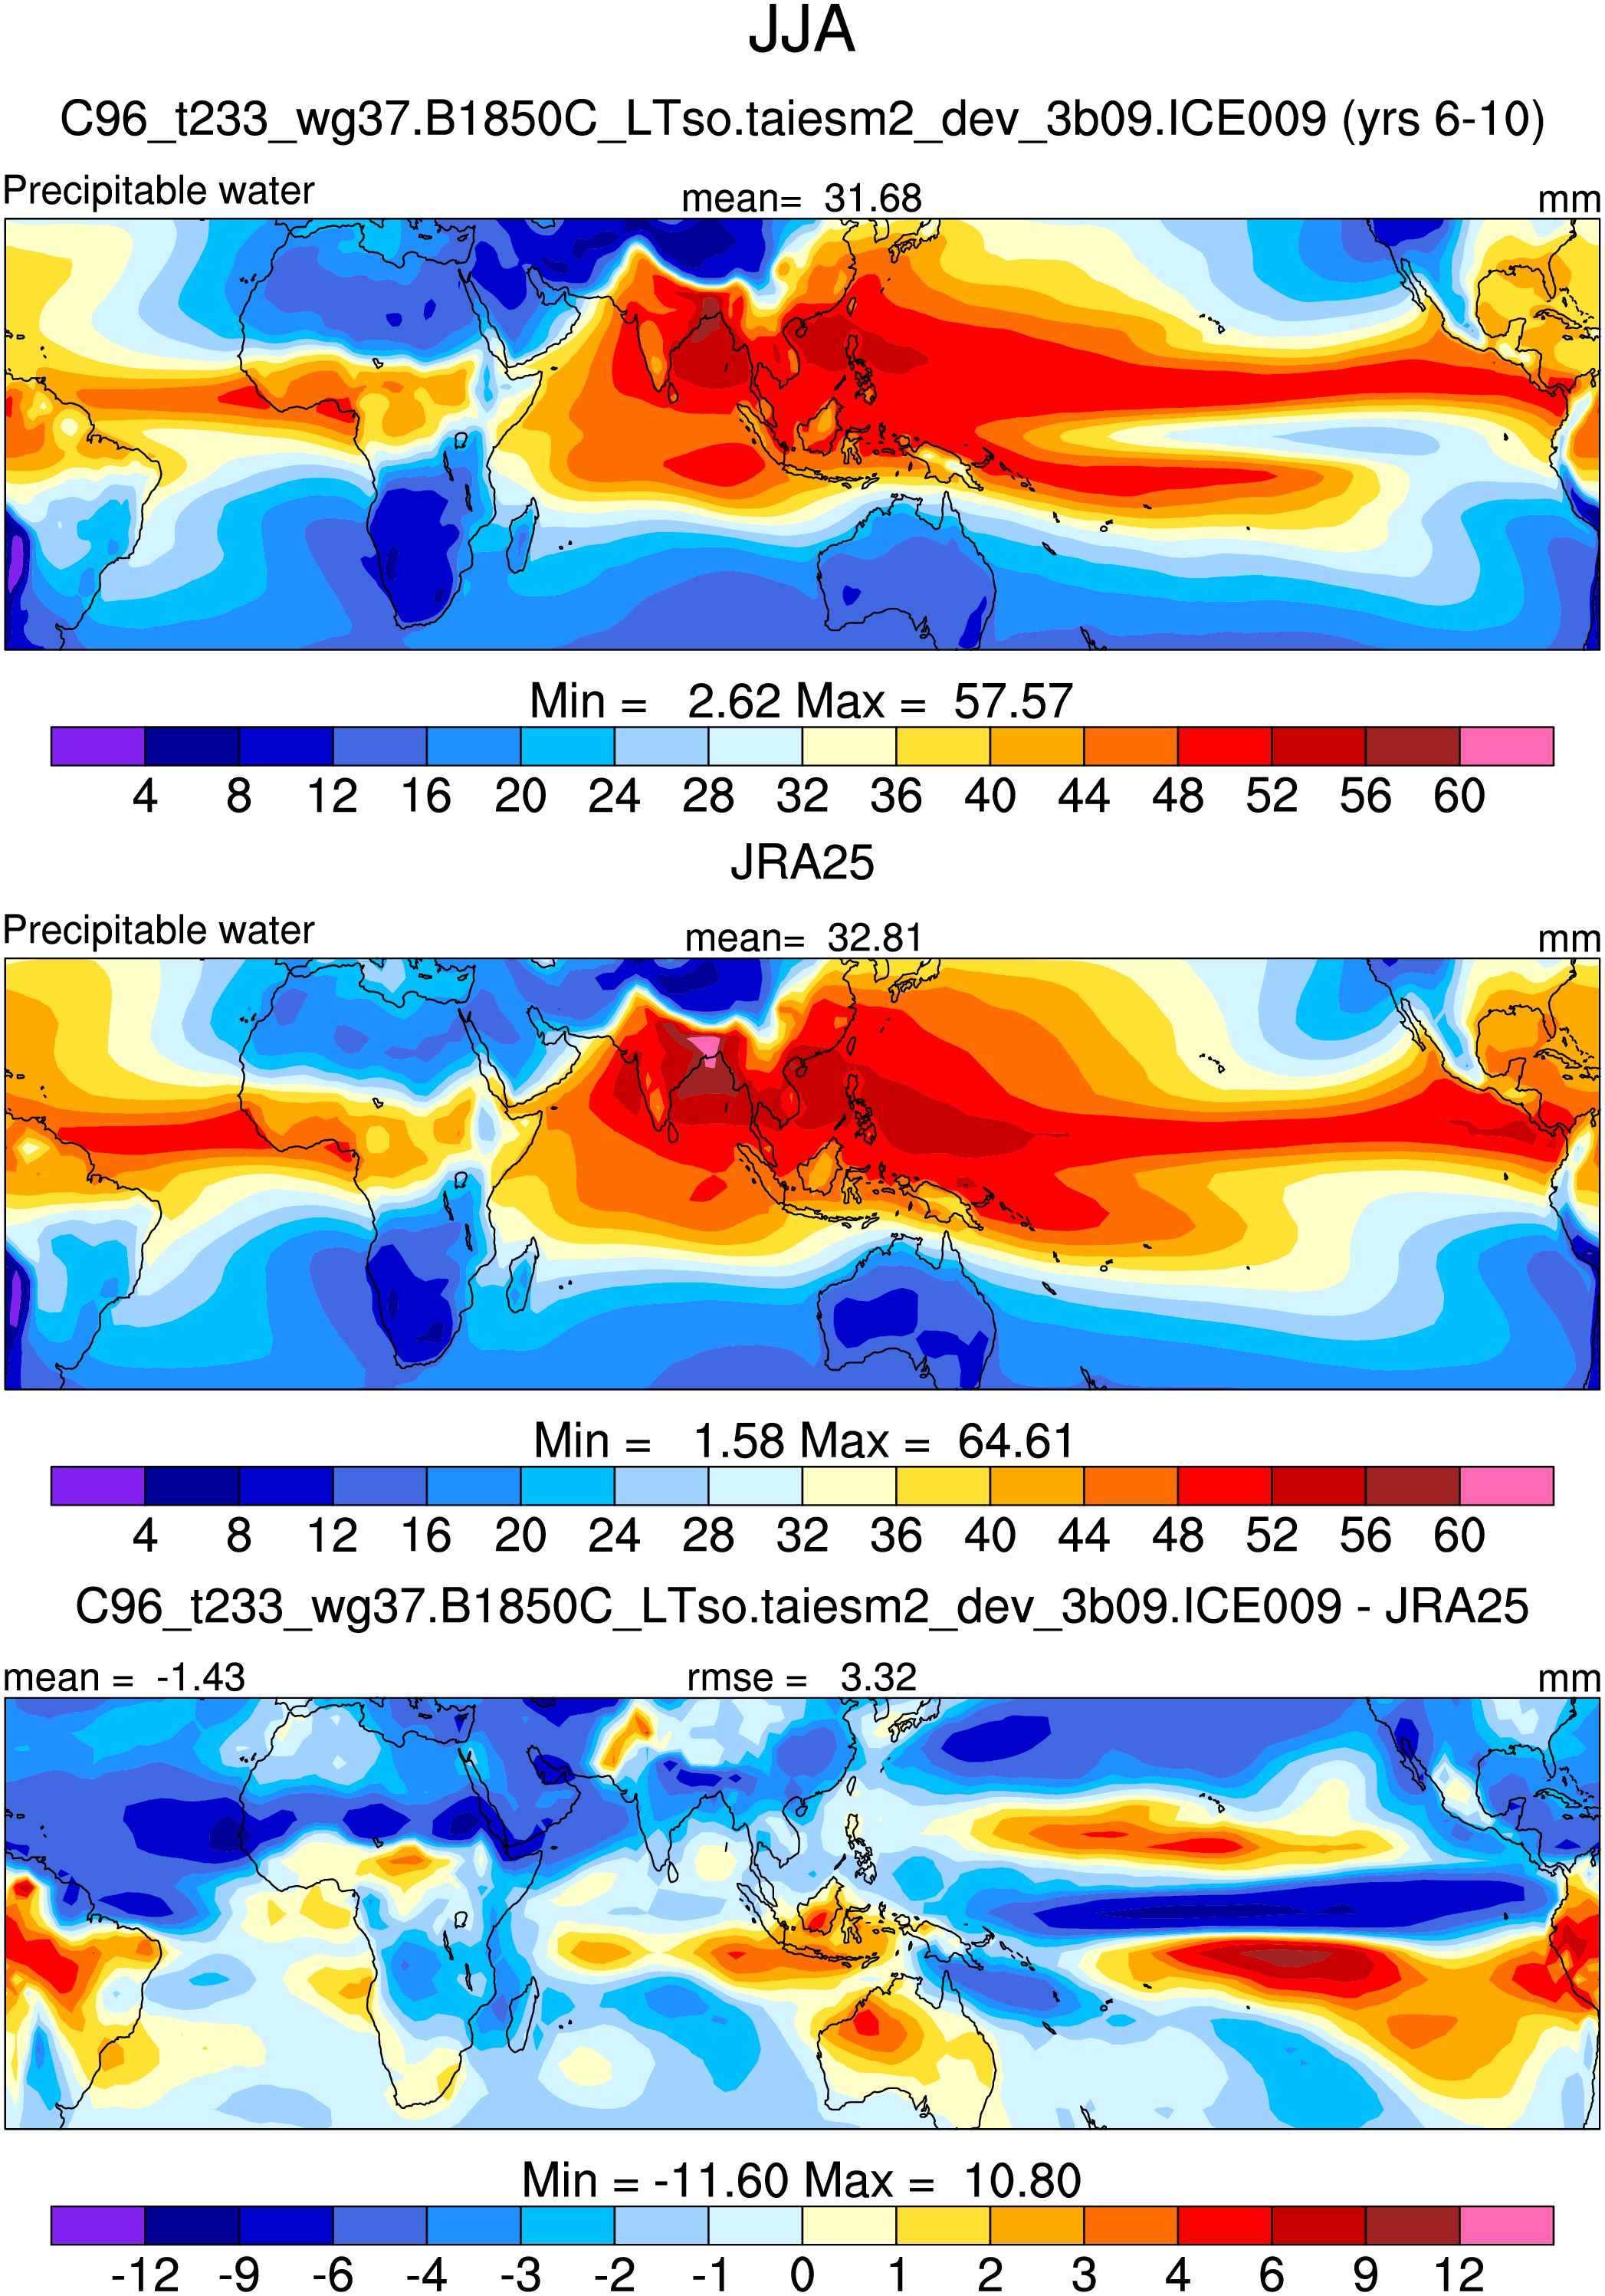 JJA
C96_t233_wg37.B1850C_LTso.taiesm2_dev_3b09.ICE009 (yrs 6-10)
Precipitable water mean= 31.68 mm
Min = 2.62 Max = 57.57
4 8 12 16 20 24 28 32 36 40 44 48 52 56 60
JRA25
Precipitable water mean= 32.81 mm
Min = 1.58 Max = 64.61
4 8 12 16 20 24 28 32 36 40 44 48 52 56 60
C96_t233_wg37.B1850C_LTso.taiesm2_dev_3b09.ICE009 - JRA25
mean = -1.43 rmse = 3.32 mm
Min = -11.60 Max = 10.80
-12 -9 -6 -4 -3 -2 -1 0 1 2 3 4 6 9 12